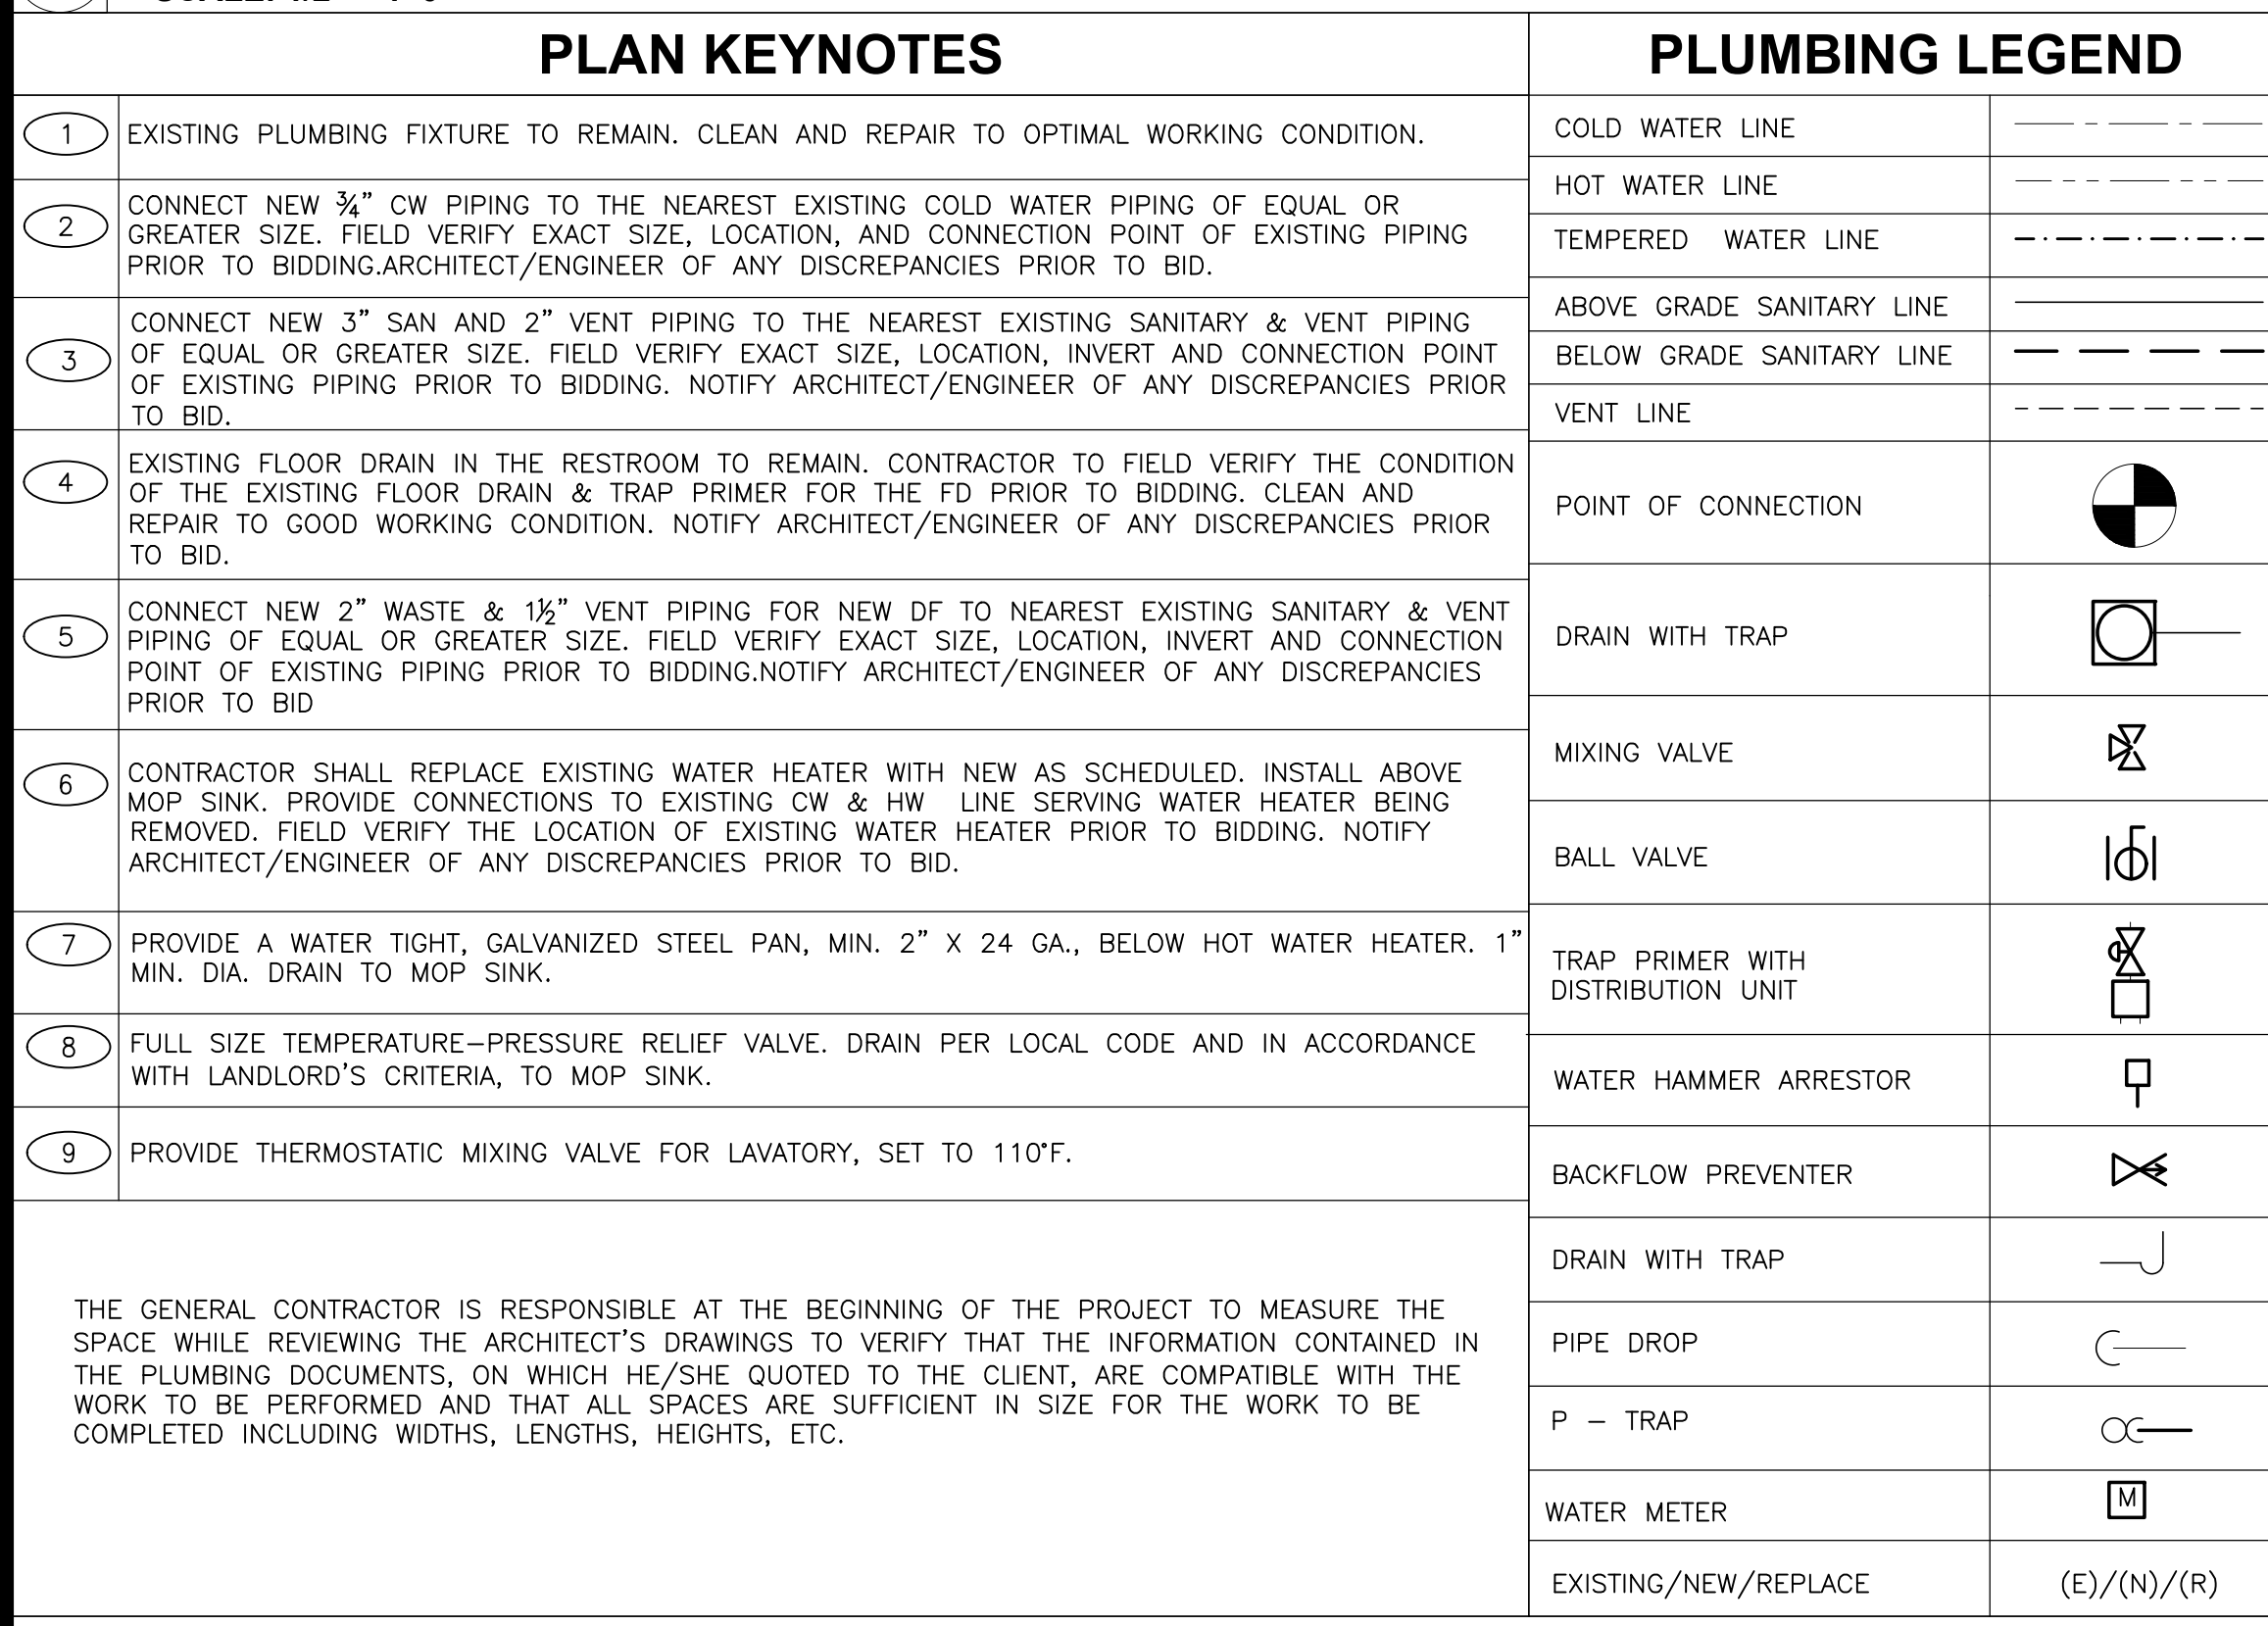 PLAN KEYNOTES
1
EXISTING PLUMBING FIXTURE TO REMAIN. CLEAN AND REPAIR TO OPTIMAL WORKING CONDITION.
2
CONNECT NEW ¾” CW PIPING TO THE NEAREST EXISTING COLD WATER PIPING OF EQUAL OR
GREATER SIZE. FIELD VERIFY EXACT SIZE, LOCATION, AND CONNECTION POINT OF EXISTING PIPING
PRIOR TO BIDDING.ARCHITECT/ENGINEER OF ANY DISCREPANCIES PRIOR TO BID.
3
CONNECT NEW 3” SAN AND 2” VENT PIPING TO THE NEAREST EXISTING SANITARY & VENT PIPING
OF EQUAL OR GREATER SIZE. FIELD VERIFY EXACT SIZE, LOCATION, INVERT AND CONNECTION POINT
OF EXISTING PIPING PRIOR TO BIDDING. NOTIFY ARCHITECT/ENGINEER OF ANY DISCREPANCIES PRIOR
TO BID.
4
EXISTING FLOOR DRAIN IN THE RESTROOM TO REMAIN. CONTRACTOR TO FIELD VERIFY THE CONDITION
OF THE EXISTING FLOOR DRAIN & TRAP PRIMER FOR THE FD PRIOR TO BIDDING. CLEAN AND
REPAIR TO GOOD WORKING CONDITION. NOTIFY ARCHITECT/ENGINEER OF ANY DISCREPANCIES PRIOR
TO BID.
5
CONNECT NEW 2” WASTE & 1½” VENT PIPING FOR NEW DF TO NEAREST EXISTING SANITARY & VENT
PIPING OF EQUAL OR GREATER SIZE. FIELD VERIFY EXACT SIZE, LOCATION, INVERT AND CONNECTION
POINT OF EXISTING PIPING PRIOR TO BIDDING.NOTIFY ARCHITECT/ENGINEER OF ANY DISCREPANCIES
PRIOR TO BID
6
CONTRACTOR SHALL REPLACE EXISTING WATER HEATER WITH NEW AS SCHEDULED. INSTALL ABOVE
MOP SINK. PROVIDE CONNECTIONS TO EXISTING CW & HW LINE SERVING WATER HEATER BEING
REMOVED. FIELD VERIFY THE LOCATION OF EXISTING WATER HEATER PRIOR TO BIDDING. NOTIFY
ARCHITECT/ENGINEER OF ANY DISCREPANCIES PRIOR TO BID.
7
PROVIDE A WATER TIGHT, GALVANIZED STEEL PAN, MIN. 2” X 24 GA., BELOW HOT WATER HEATER. 1”
MIN. DIA. DRAIN TO MOP SINK.
8
FULL SIZE TEMPERATURE–PRESSURE RELIEF VALVE. DRAIN PER LOCAL CODE AND IN ACCORDANCE
WITH LANDLORD'S CRITERIA, TO MOP SINK.
9
PROVIDE THERMOSTATIC MIXING VALVE FOR LAVATORY, SET TO 110°F.
THE GENERAL CONTRACTOR IS RESPONSIBLE AT THE BEGINNING OF THE PROJECT TO MEASURE THE
SPACE WHILE REVIEWING THE ARCHITECT'S DRAWINGS TO VERIFY THAT THE INFORMATION CONTAINED IN
THE PLUMBING DOCUMENTS, ON WHICH HE/SHE QUOTED TO THE CLIENT, ARE COMPATIBLE WITH THE
WORK TO BE PERFORMED AND THAT ALL SPACES ARE SUFFICIENT IN SIZE FOR THE WORK TO BE
COMPLETED INCLUDING WIDTHS, LENGTHS, HEIGHTS, ETC.
PLUMBING LEGEND
COLD WATER LINE
HOT WATER LINE
TEMPERED WATER LINE
ABOVE GRADE SANITARY LINE
BELOW GRADE SANITARY LINE
VENT LINE
POINT OF CONNECTION
DRAIN WITH TRAP
MIXING VALVE
BALL VALVE
TRAP PRIMER WITH
DISTRIBUTION UNIT
WATER HAMMER ARRESTOR
BACKFLOW PREVENTER
DRAIN WITH TRAP
PIPE DROP
P – TRAP
WATER METER
M
EXISTING/NEW/REPLACE
(E)/(N)/(R)